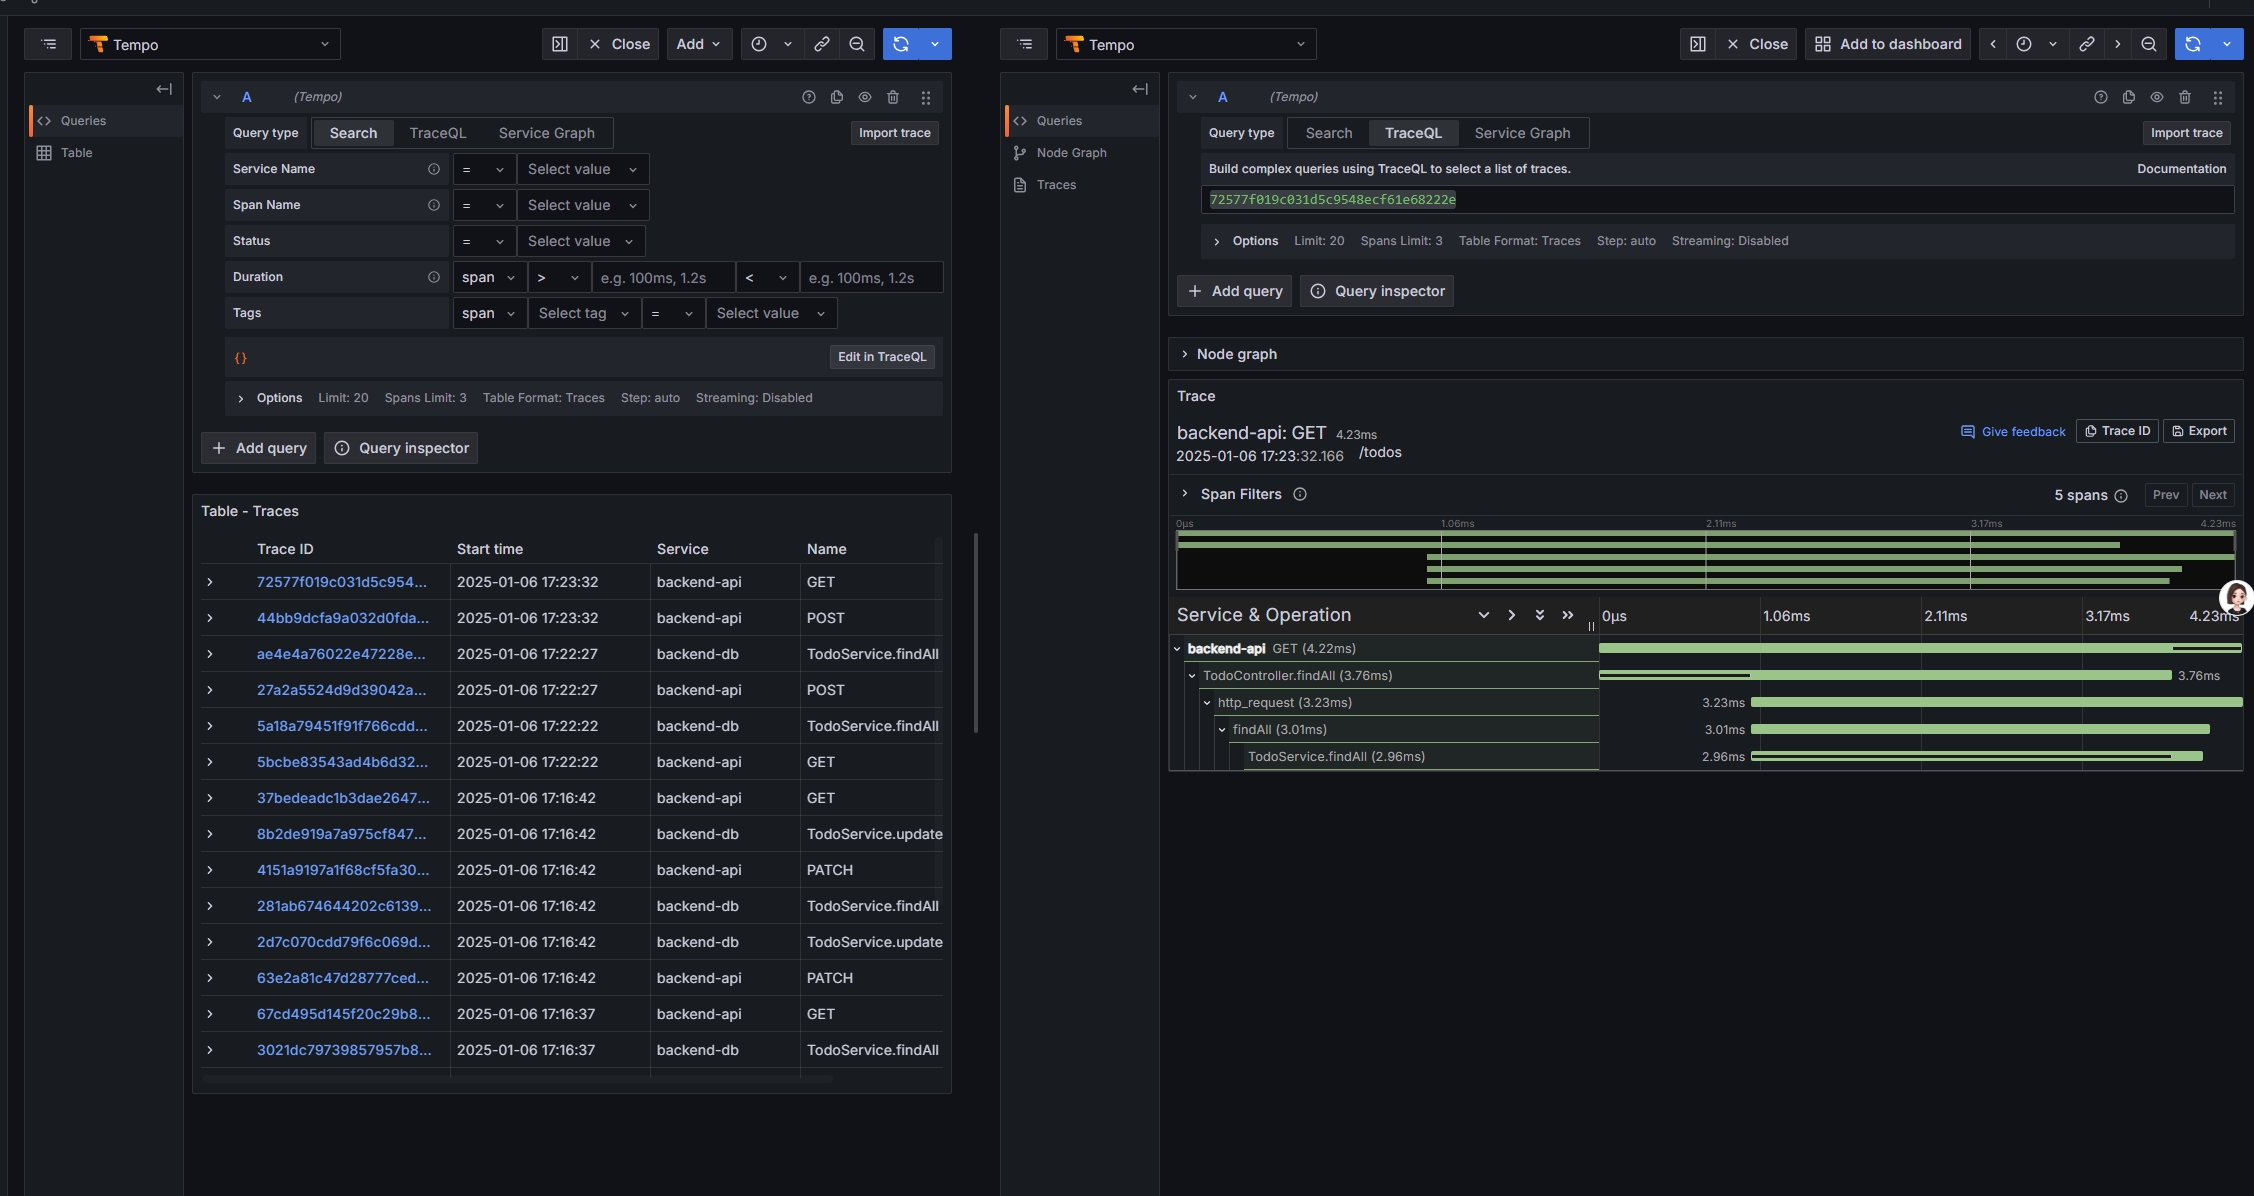 Tempo
Close
Add
Queries
Table
A
(Tempo)
Query type
Search
TraceQL
Service Graph
Import trace
Service Name
=
Select value
Span Name
=
Select value
Status
=
Select value
Duration
span
>
e.g. 100ms, 1.2s
<
e.g. 100ms, 1.2s
Tags
span
Select tag
=
Select value
{}
Edit in TraceQL
Options Limit: 20 Spans Limit: 3 Table Format: Traces Step: auto Streaming: Disabled
+ Add query
Query inspector
Table - Traces
Trace ID Start time Service Name
72577f019c031d5c954... 2025-01-06 17:23:32 backend-api GET
44bb9dcfa9a032d0fda... 2025-01-06 17:23:32 backend-api POST
ae4e4a76022e47228e... 2025-01-06 17:22:27 backend-db TodoService.findAll
27a2a5524d9d39042a... 2025-01-06 17:22:27 backend-api POST
5a18a79451f91f766cdd... 2025-01-06 17:22:22 backend-db TodoService.findAll
5bcbe83543ad4b6d32... 2025-01-06 17:22:22 backend-api GET
37bedeadc1b3dae2647... 2025-01-06 17:16:42 backend-api GET
8b2de919a7a975cf847... 2025-01-06 17:16:42 backend-db TodoService.update
4151a9197a1f68cf5fa30... 2025-01-06 17:16:42 backend-api PATCH
281ab674644202c6139... 2025-01-06 17:16:42 backend-db TodoService.findAll
2d7c070cdd79f6c069d... 2025-01-06 17:16:42 backend-db TodoService.update
63e2a81c47d28777ced... 2025-01-06 17:16:42 backend-api PATCH
67cd495d145f20c29b8... 2025-01-06 17:16:37 backend-api GET
3021dc79739857957b8... 2025-01-06 17:16:37 backend-db TodoService.findAll
Tempo
Close
Add to dashboard
Queries
Node Graph
Traces
A
(Tempo)
Query type
Search
TraceQL
Service Graph
Import trace
Build complex queries using TraceQL to select a list of traces.
Documentation
72577f019c031d5c9548ecf61e68222e
Options Limit: 20 Spans Limit: 3 Table Format: Traces Step: auto Streaming: Disabled
+ Add query
Query inspector
Node graph
Trace
backend-api: GET 4.23ms
Give feedback
Trace ID
Export
2025-01-06 17:23:32.166 /todos
Span Filters
5 spans
Prev
Next
0μs 1.06ms 2.11ms 3.17ms 4.23ms
Service & Operation
0μs 1.06ms 2.11ms 3.17ms 4.23ms
backend-api GET (4.22ms)
TodoController.findAll (3.76ms) 3.76ms
http_request (3.23ms) 3.23ms
findAll (3.01ms) 3.01ms
TodoService.findAll (2.96ms) 2.96ms